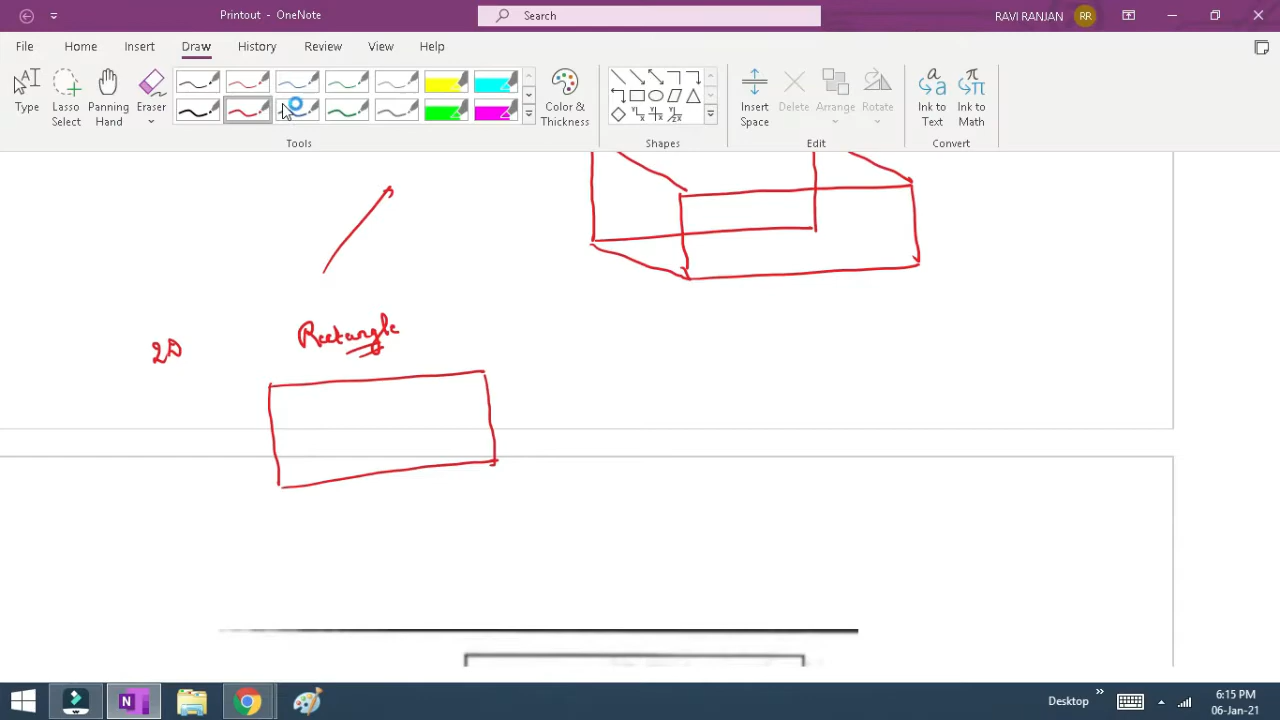 Printout - OneNote
Search
RAVI RANJAN
RR
File
Home
Insert
Draw
History
Review
View
Help
Type
Lasso
Select
Panning
Hand
Eraser
Color &
Thickness
Insert
Space
Delete
Arrange
Rotate
Ink to
Text
Ink to
Math
Tools
Shapes
Edit
Convert
Rectangle
2D
Desktop
6:15 PM
06-Jan-21